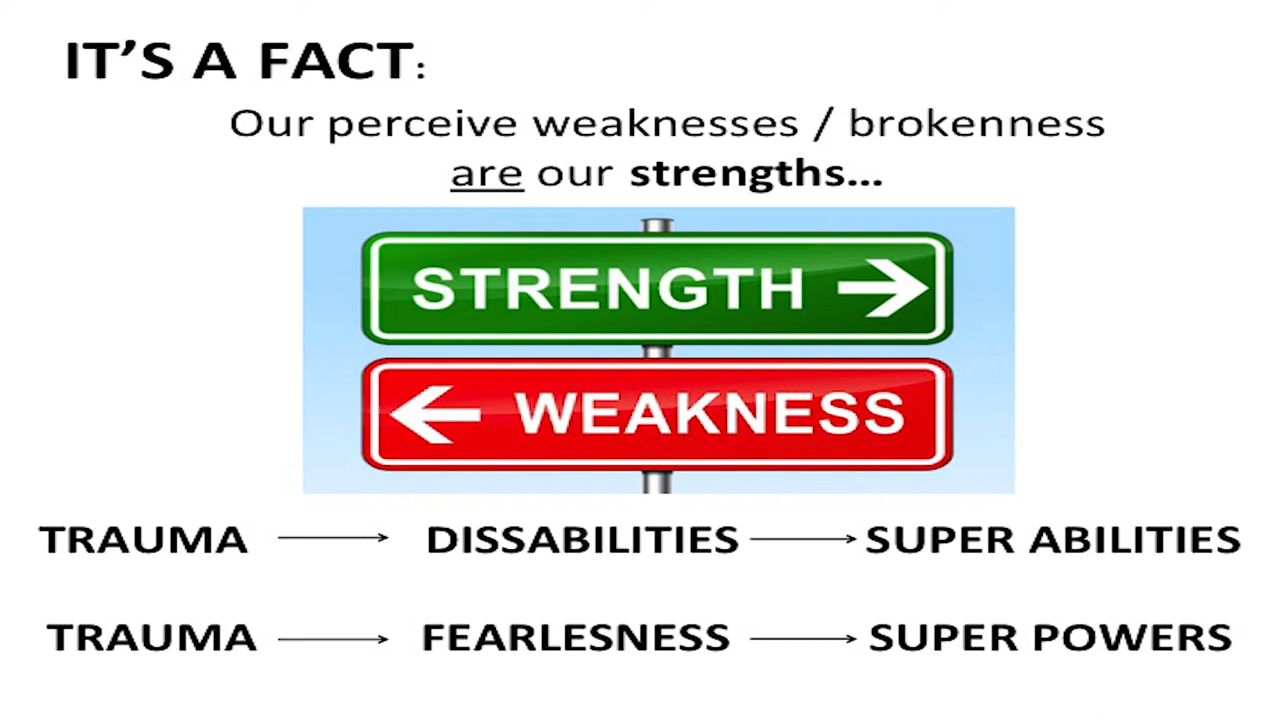 IT'S A FACT:
Our perceive weaknesses / brokenness
are our strengths...
STRENGTH
WEAKNESS
TRAUMA DISSABILITIES SUPER ABILITIES
TRAUMA FEARLESNESS SUPER POWERS